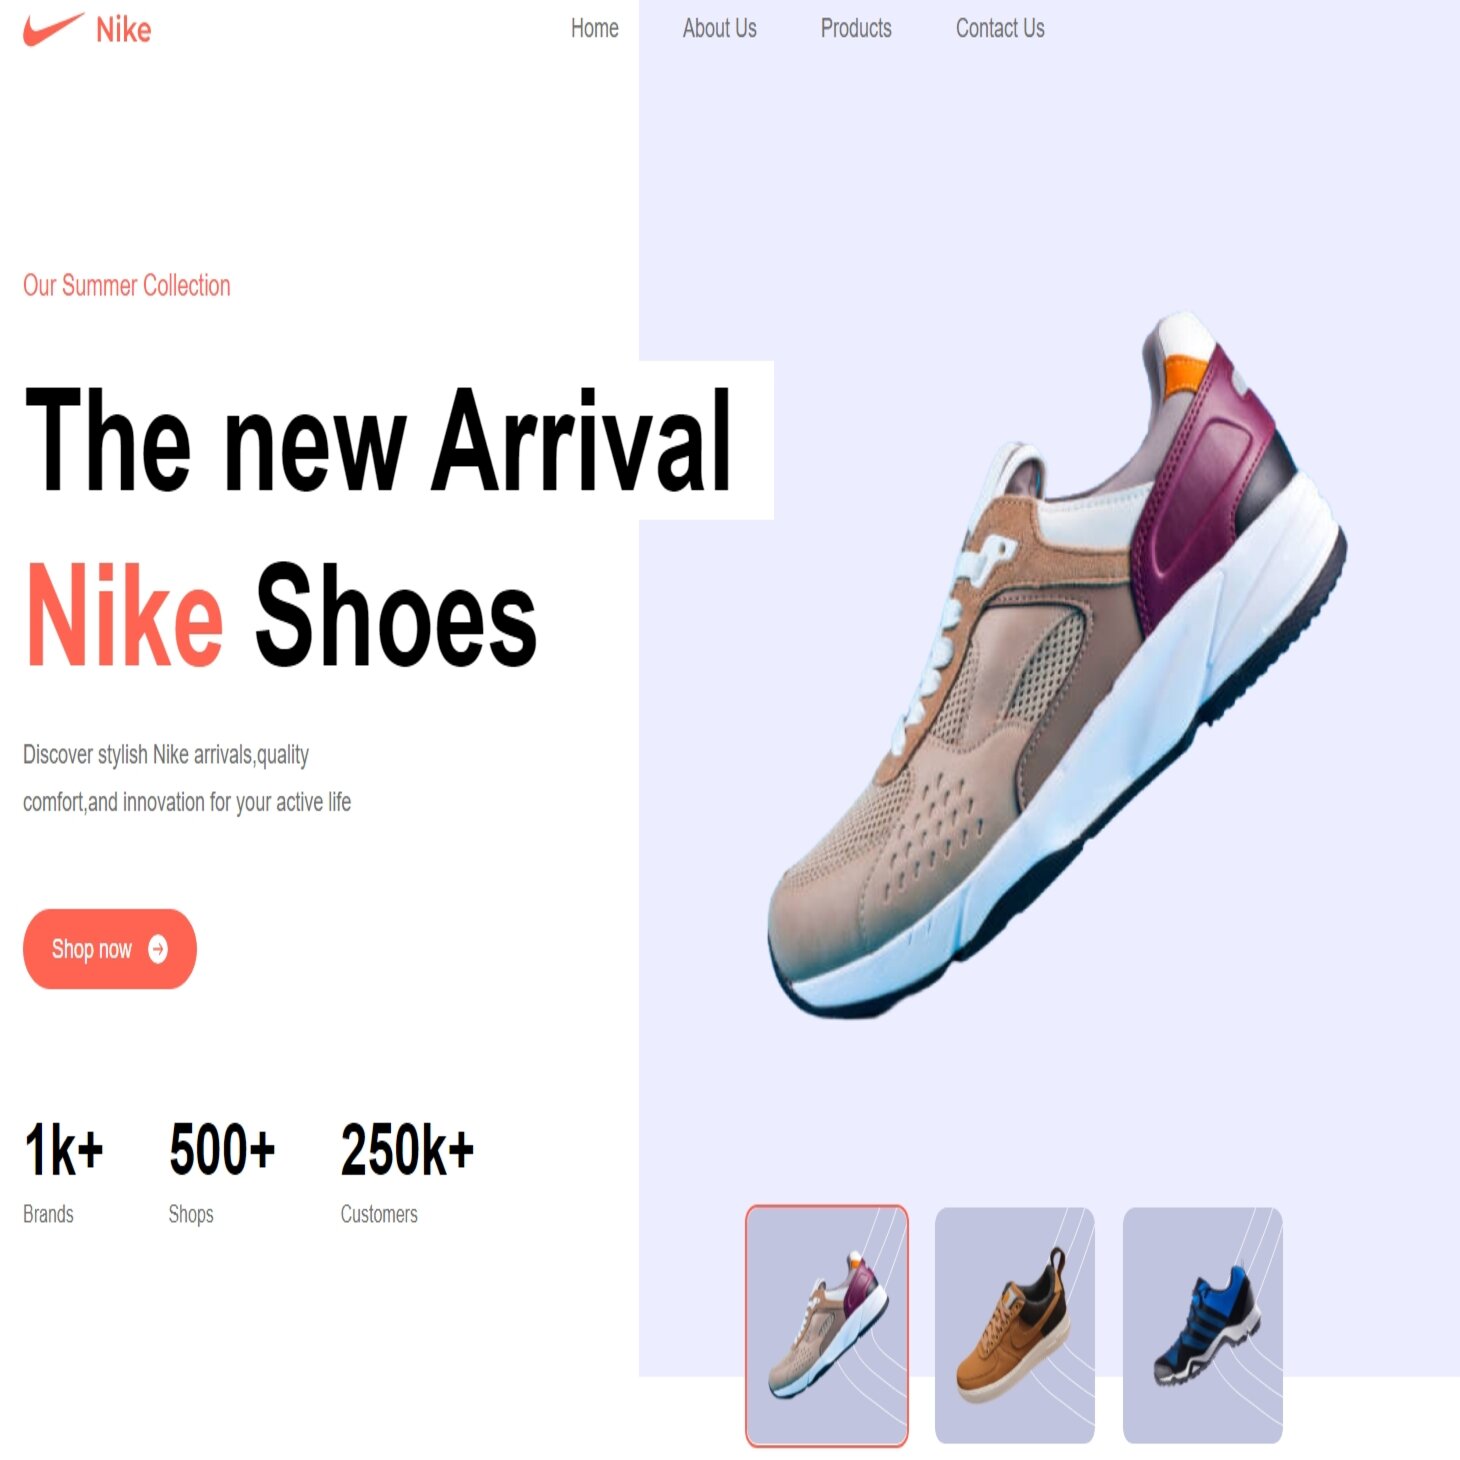 Nike
Home About Us Products Contact Us
Our Summer Collection
The new Arrival
Nike Shoes
Discover stylish Nike arrivals,quality
comfort,and innovation for your active life
Shop now
1k+ 500+ 250k+
Brands Shops Customers